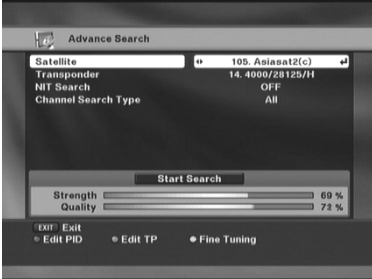 Advance Search
Satellite 105. Asiasat2(c)
Transponder 14. 4000/28125/H
NIT Search OFF
Channel Search Type All
Start Search
Strength 69 %
Quality 72 %
EXIT Exit
Edit PID Edit TP Fine Tuning